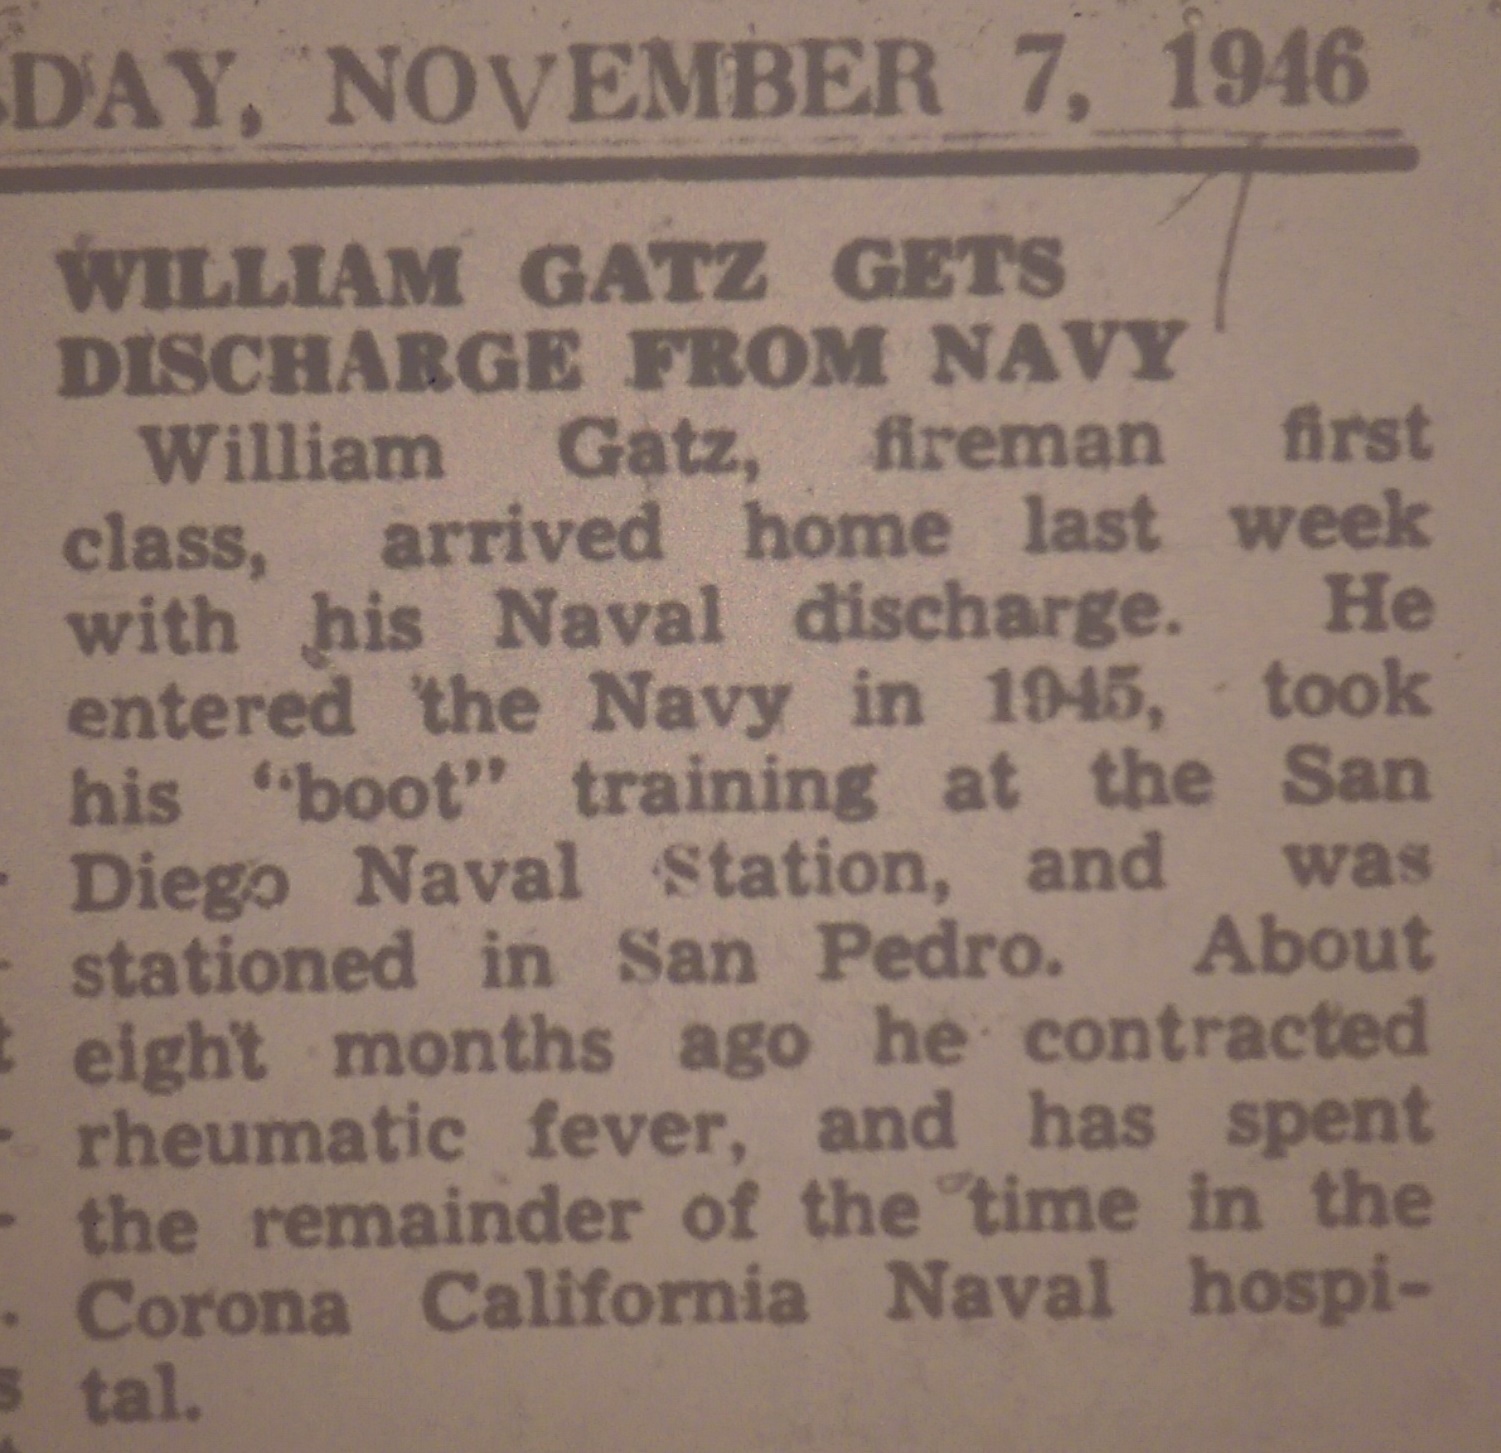 DAY, NOVEMBER 7, 1946
WILLIAM GATZ GETS
DISCHARGE FROM NAVY
William Gatz, fireman first
class, arrived home last week
with his Naval discharge. He
entered the Navy in 1945, took
his "boot" training at the San
Diego Naval Station, and was
stationed in San Pedro. About
eight months ago he contracted
rheumatic fever, and has spent
the remainder of the time in the
Corona California Naval hospi-
tal.